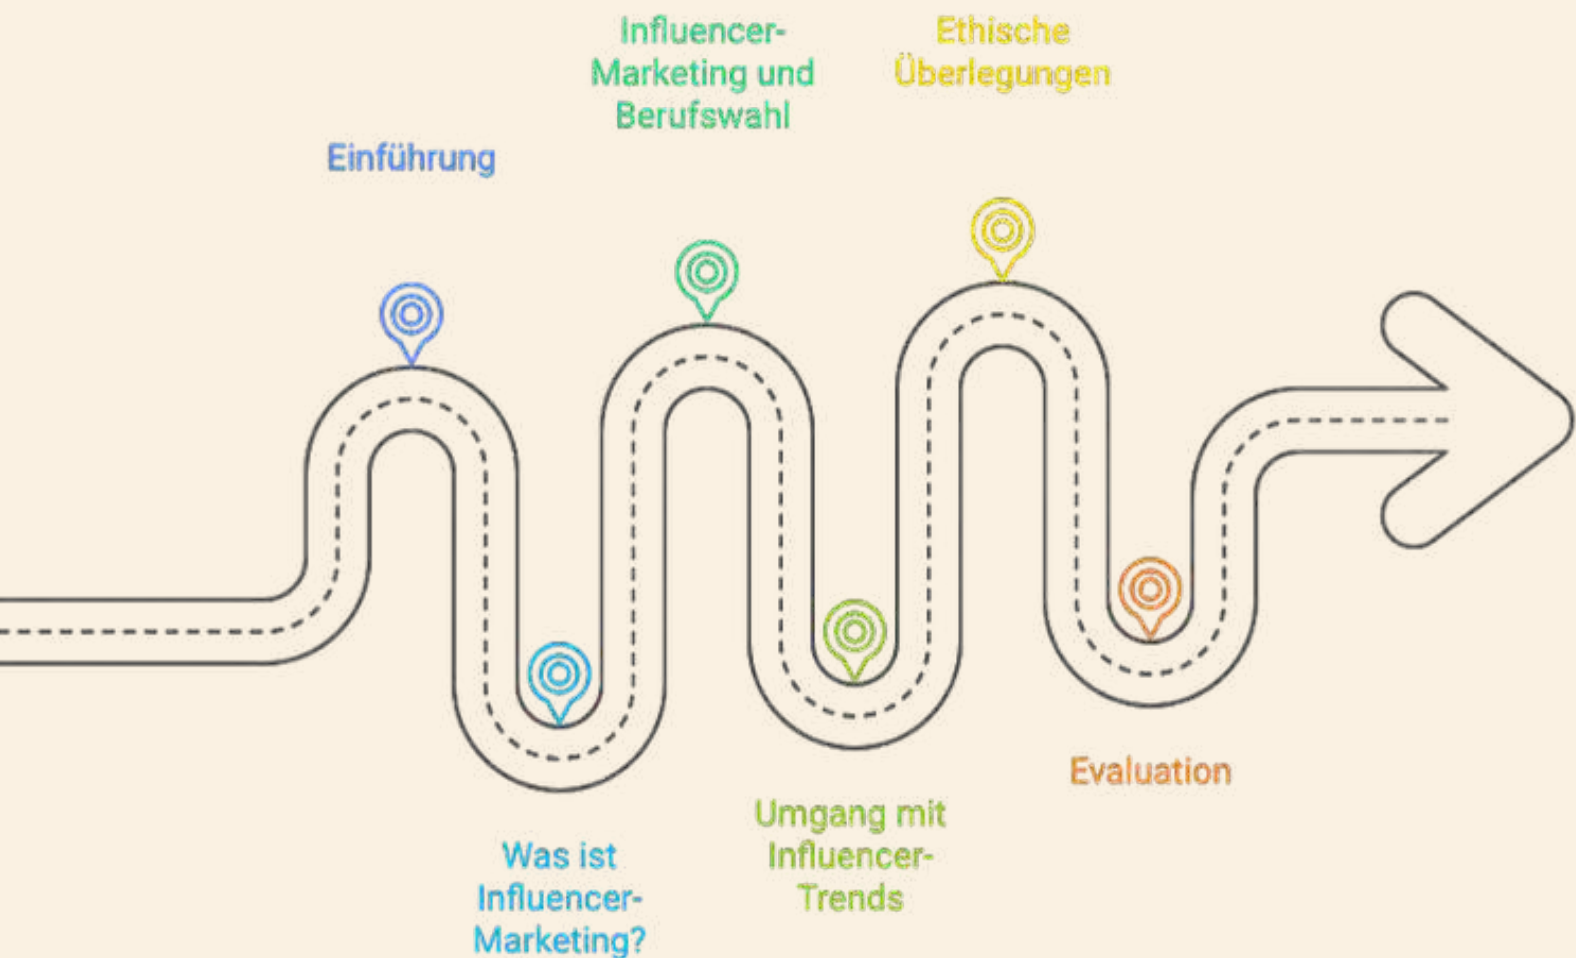 Einführung
Was ist
Influencer-
Marketing?
Influencer-
Marketing und
Berufswahl
Umgang mit
Influencer-
Trends
Ethische
Überlegungen
Evaluation